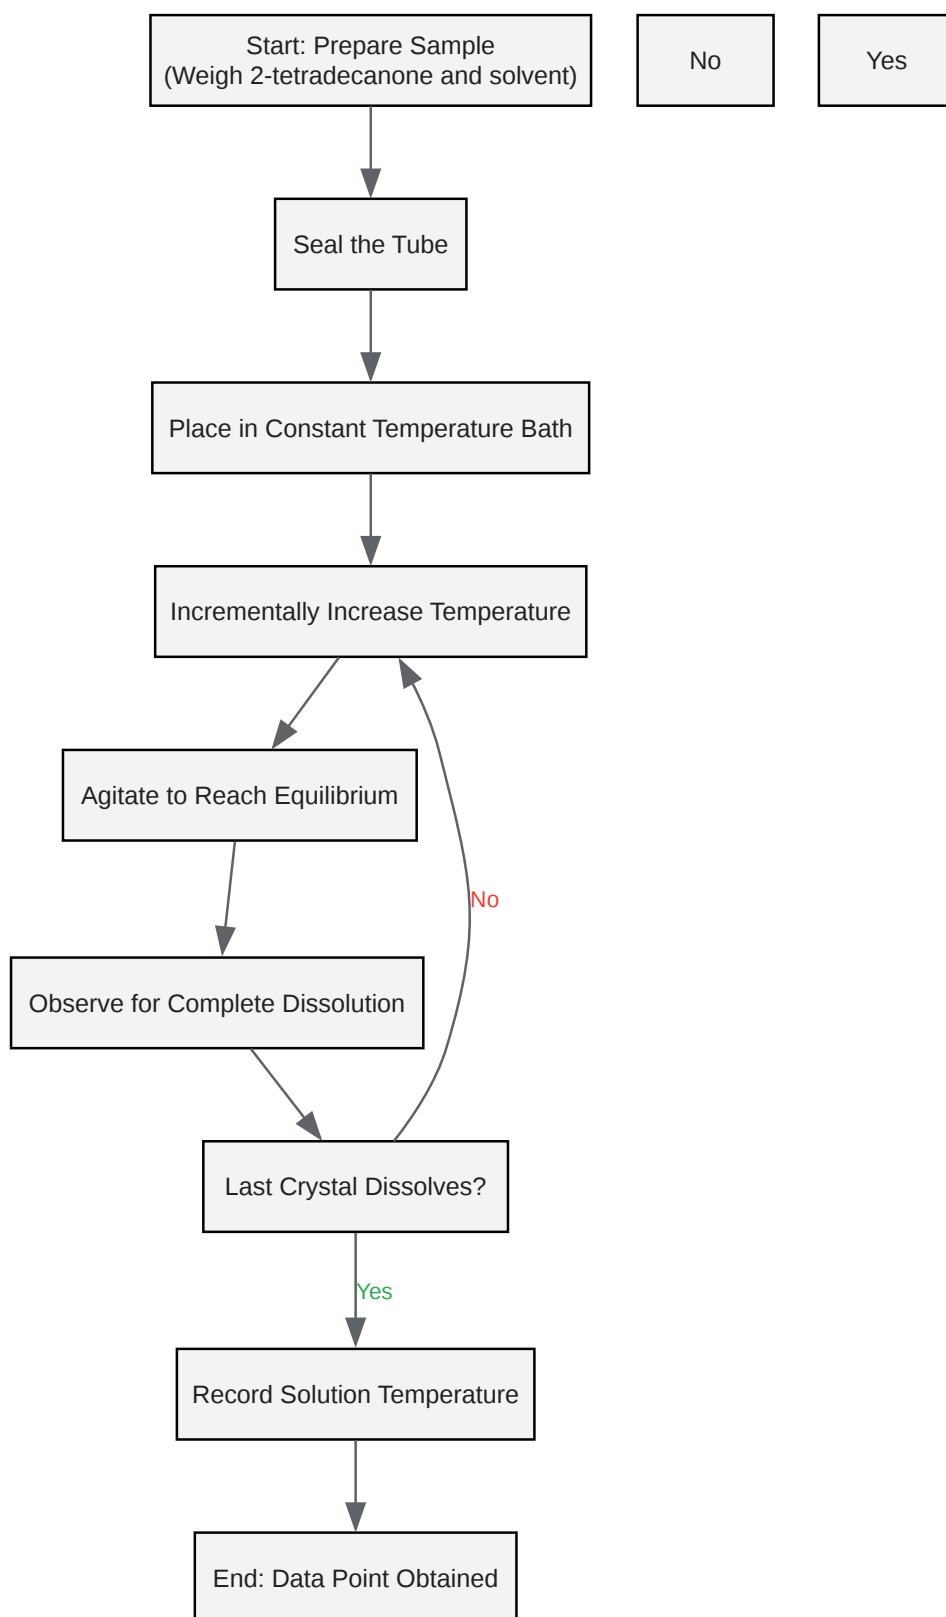 Start: Prepare Sample
(Weigh 2-tetradecanone and solvent)
No
Yes
Seal the Tube
Place in Constant Temperature Bath
Incrementally Increase Temperature
Agitate to Reach Equilibrium
No
Observe for Complete Dissolution
Last Crystal Dissolves?
Yes
Record Solution Temperature
End: Data Point Obtained